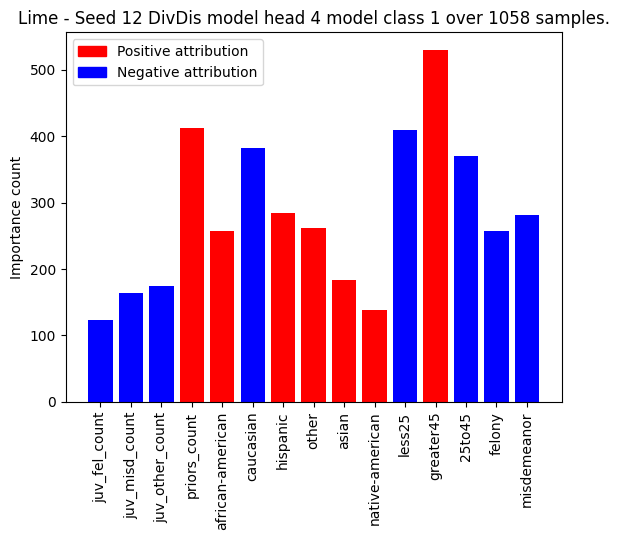 Lime - Seed 12 DivDis model head 4 model class 1 over 1058 samples.
Positive attribution
Negative attribution
Importance count
500
400
300
200
100
0
juv_fel_count
juv_misd_count
juv_other_count
priors_count
african-american
caucasian
hispanic
other
asian
native-american
less25
greater45
25to45
felony
misdemeanor